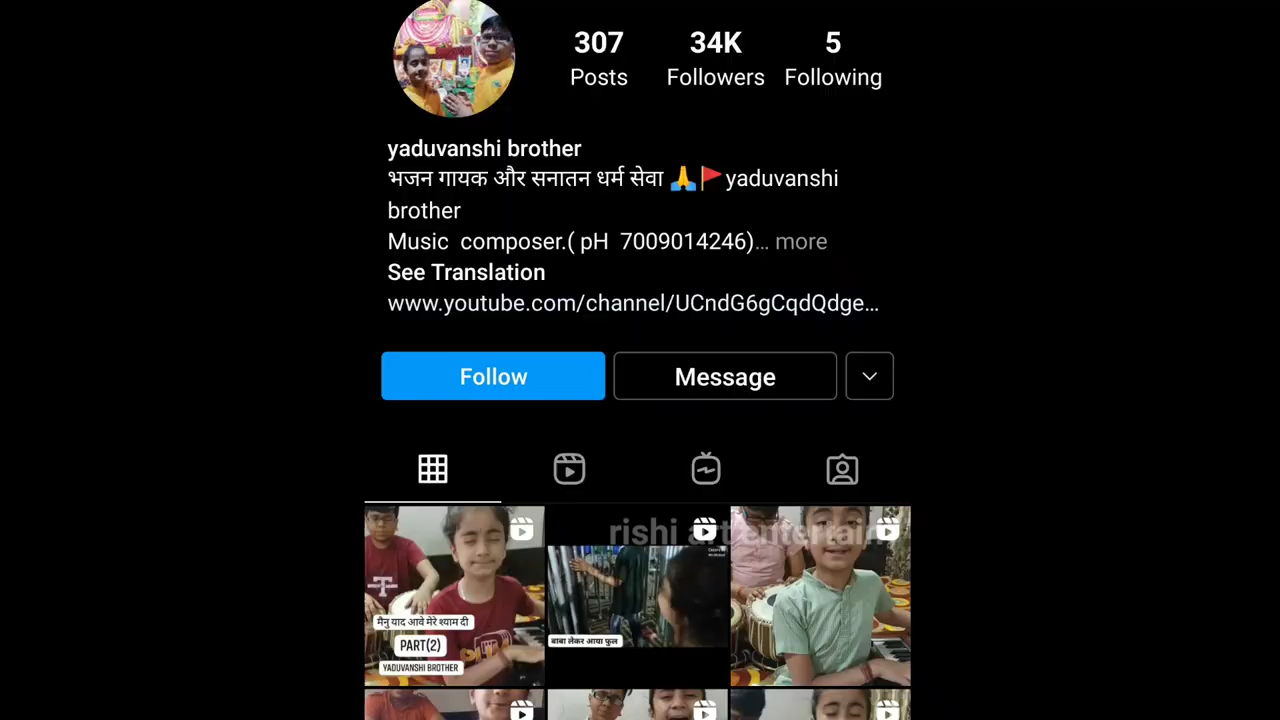 307 34K 5
Posts Followers Following
yaduvanshi brother
भजन गायक और सनातन धर्म सेवा 🙏🚩yaduvanshi
brother
Music composer.( pH 7009014246)... more
See Translation
www.youtube.com/channel/UCndG6gCqdQdge...
Follow Message
rishi art entertain
मैनु याद आवे मेरे श्याम दी
PART(2)
YADUVANSHI BROTHER
बाबा लेकर आया फुल